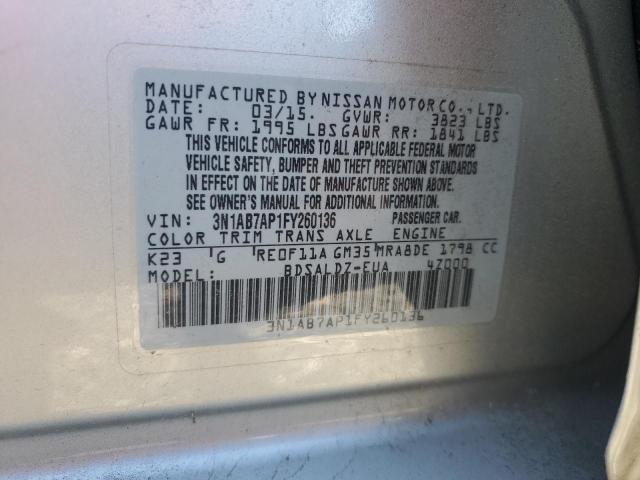 MANUFACTURED BY NISSAN MOTOR CO., LTD.
DATE: 03/15. GVWR: 3823 LBS
GAWR FR: 1995 LBS GAWR RR: 1841 LBS
THIS VEHICLE CONFORMS TO ALL APPLICABLE FEDERAL MOTOR
VEHICLE SAFETY, BUMPER AND THEFT PREVENTION STANDARDS
IN EFFECT ON THE DATE OF MANUFACTURE SHOWN ABOVE.
SEE OWNER'S MANUAL FOR ADDITIONAL INFORMATION.
VIN: 3N1AB7AP1FY260136 PASSENGER CAR.
COLOR TRIM TRANS AXLE ENGINE
K23 'G RE0F11A GM35 MRA8DE 1798 CC
MODEL: BDSALDZ-EUA 4Z000
3N1AB7AP1FY260136